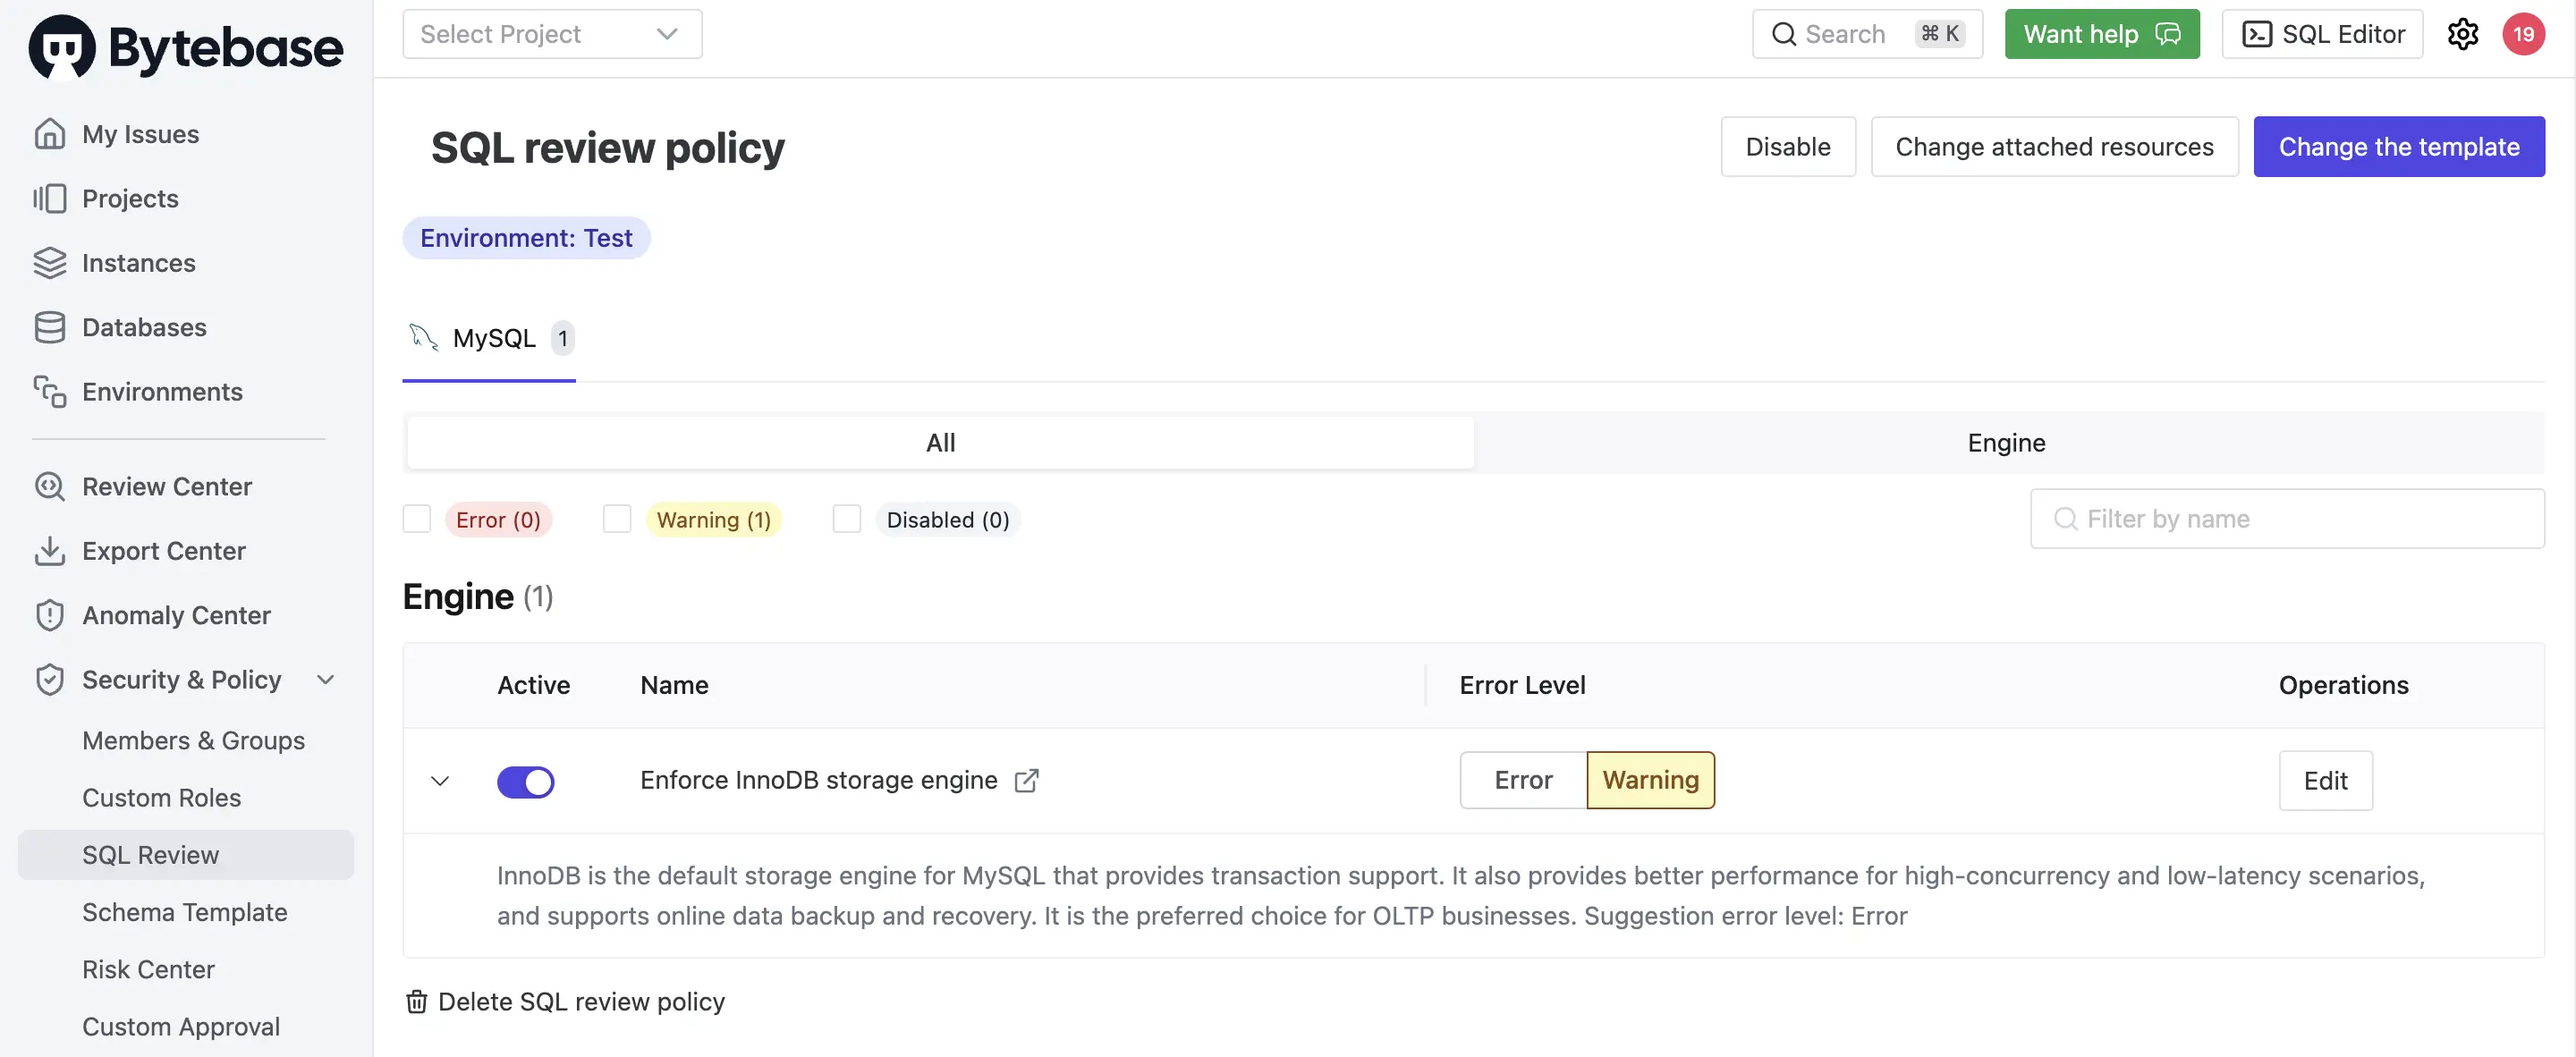 Bytebase
Select Project
Search ⌘ K
Want help
SQL Editor
19
My Issues
Projects
Instances
Databases
Environments
Review Center
Export Center
Anomaly Center
Security & Policy
Members & Groups
Custom Roles
SQL Review
Schema Template
Risk Center
Custom Approval
SQL review policy
Disable
Change attached resources
Change the template
Environment: Test
MySQL 1
All
Engine
Error (0)
Warning (1)
Disabled (0)
Filter by name
Engine (1)
Active
Name
Error Level
Operations
Enforce InnoDB storage engine
Error
Warning
Edit
InnoDB is the default storage engine for MySQL that provides transaction support. It also provides better performance for high-concurrency and low-latency scenarios,
and supports online data backup and recovery. It is the preferred choice for OLTP businesses. Suggestion error level: Error
Delete SQL review policy